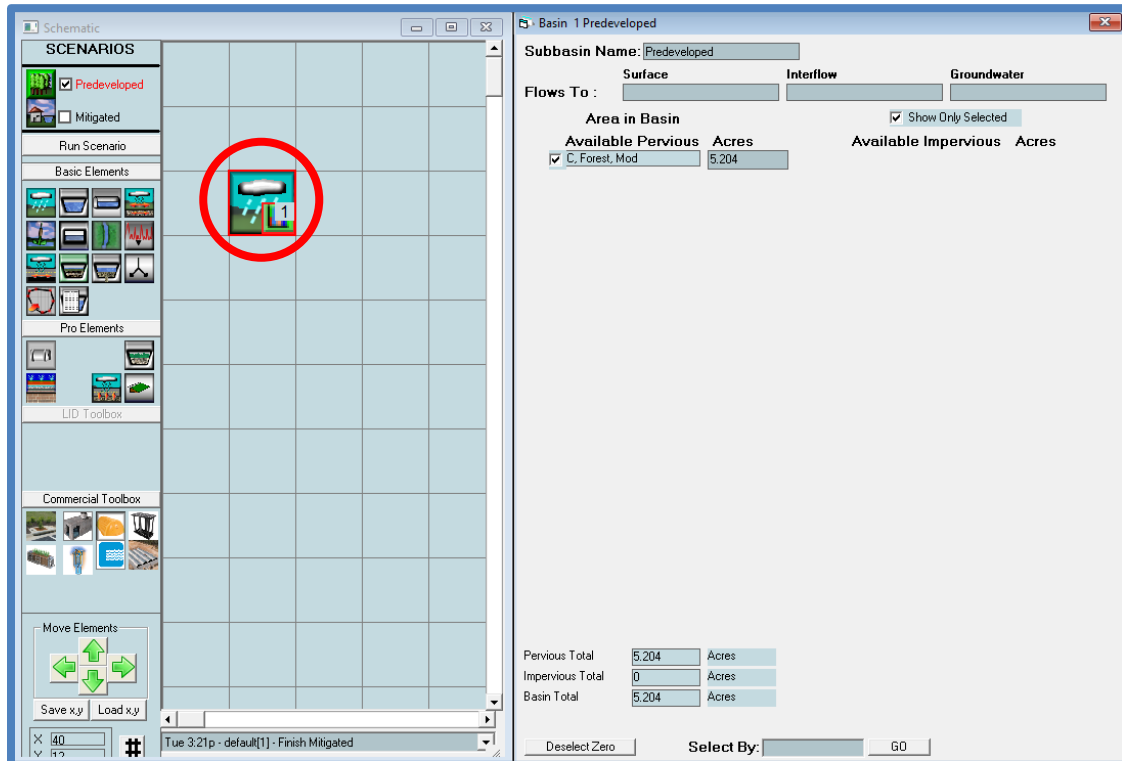 Schematic
SCENARIOS
Predeveloped
Mitigated
Run Scenario
Basic Elements
Pro Elements
LID Toolbox
Commercial Toolbox
Move Elements
Save x,y Load x,y
X 40
Y 12
#
1
Tue 3:21p - default[1] - Finish Mitigated
Basin 1 Predeveloped
Subbasin Name: Predeveloped
Surface Interflow Groundwater
Flows To :
Area in Basin Show Only Selected
Available Pervious Acres Available Impervious Acres
C, Forest, Mod 5.204
Pervious Total 5.204 Acres
Impervious Total 0 Acres
Basin Total 5.204 Acres
Deselect Zero Select By: GO